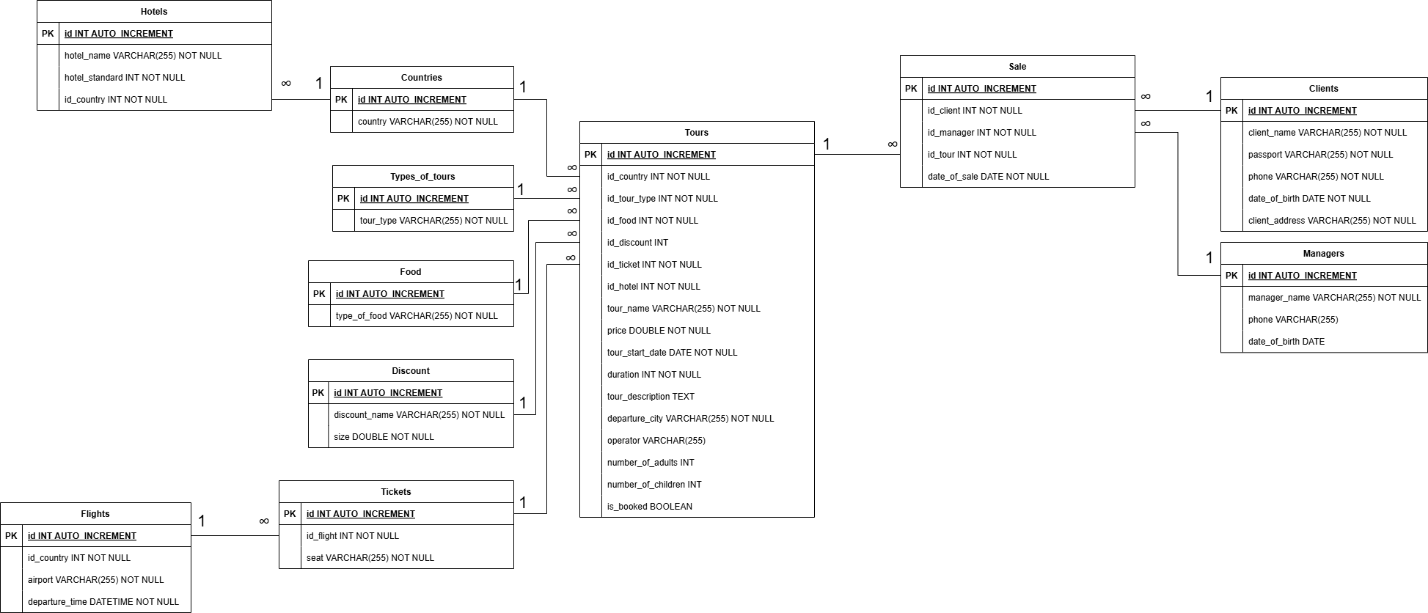 Hotels
PK id INT AUTO_INCREMENT
hotel_name VARCHAR(255) NOT NULL
hotel_standard INT NOT NULL
id_country INT NOT NULL
∞ 1
Countries
PK id INT AUTO_INCREMENT
country VARCHAR(255) NOT NULL
1
∞
Types_of_tours
PK id INT AUTO_INCREMENT
tour_type VARCHAR(255) NOT NULL
1
∞
Food
PK id INT AUTO_INCREMENT
type_of_food VARCHAR(255) NOT NULL
1
∞
Discount
PK id INT AUTO_INCREMENT
discount_name VARCHAR(255) NOT NULL
size DOUBLE NOT NULL
1
∞
Tickets
PK id INT AUTO_INCREMENT
id_flight INT NOT NULL
seat VARCHAR(255) NOT NULL
1
∞
Flights
PK id INT AUTO_INCREMENT
id_country INT NOT NULL
airport VARCHAR(255) NOT NULL
departure_time DATETIME NOT NULL
1 ∞
Tours
PK id INT AUTO_INCREMENT
id_country INT NOT NULL
id_tour_type INT NOT NULL
id_food INT NOT NULL
id_discount INT
id_ticket INT NOT NULL
id_hotel INT NOT NULL
tour_name VARCHAR(255) NOT NULL
price DOUBLE NOT NULL
tour_start_date DATE NOT NULL
duration INT NOT NULL
tour_description TEXT
departure_city VARCHAR(255) NOT NULL
operator VARCHAR(255)
number_of_adults INT
number_of_children INT
is_booked BOOLEAN
1 ∞
Sale
PK id INT AUTO_INCREMENT
id_client INT NOT NULL
id_manager INT NOT NULL
id_tour INT NOT NULL
date_of_sale DATE NOT NULL
∞ 1
∞
1
Clients
PK id INT AUTO_INCREMENT
client_name VARCHAR(255) NOT NULL
passport VARCHAR(255) NOT NULL
phone VARCHAR(255) NOT NULL
date_of_birth DATE NOT NULL
client_address VARCHAR(255) NOT NULL
Managers
PK id INT AUTO_INCREMENT
manager_name VARCHAR(255) NOT NULL
phone VARCHAR(255)
date_of_birth DATE